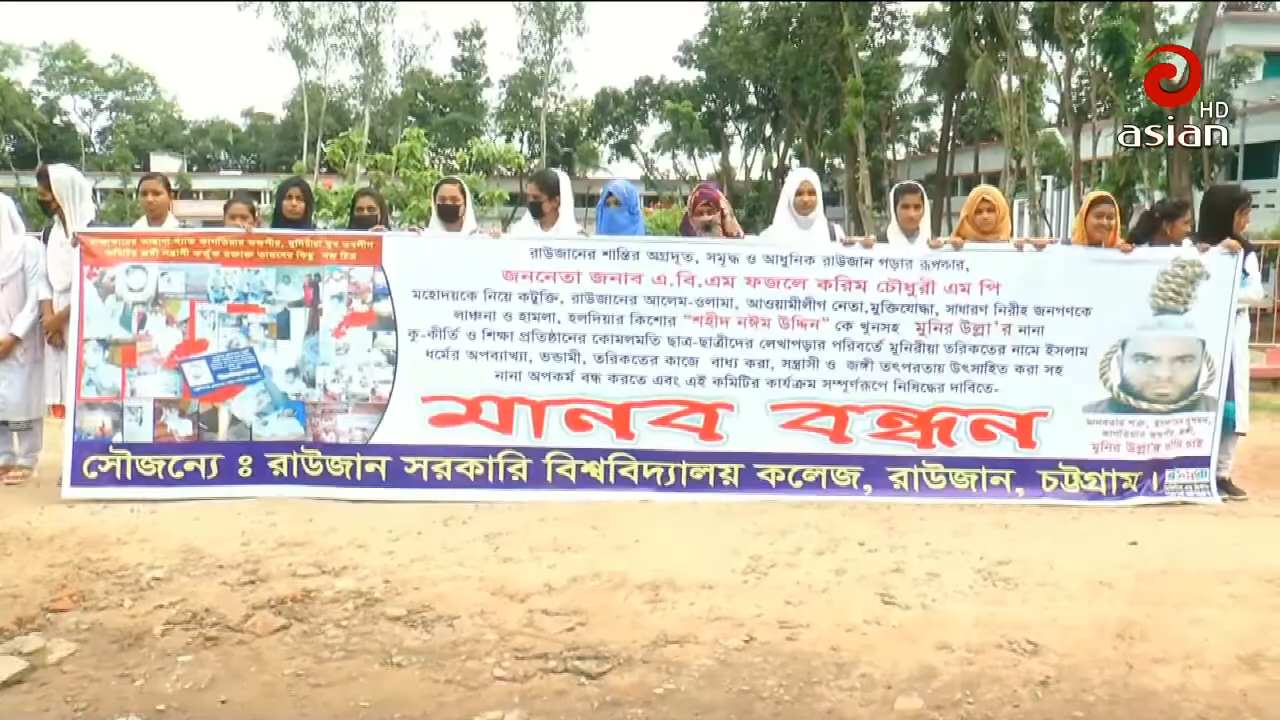 HD
asian
রাউজানের শান্তির অগ্রদূত, সমৃদ্ধ ও আধুনিক রাউজান গড়ার রূপকার,
জননেতা জনাব এ.বি.এম ফজলে করিম চৌধুরী এম পি
মহোদয়কে নিয়ে কটুক্তি, রাউজানের আলেম-ওলামা, আওয়ামীলীগ নেতা,মুক্তিযোদ্ধা, সাধারণ নিরীহ জনগণকে
লাঞ্চনা ও হামলা, হলদিয়ার কিশোর “শহীদ নঈম উদ্দিন” কে খুনসহ মুনির উল্লা'র নানা
কু-কীর্তি ও শিক্ষা প্রতিষ্ঠানের কোমলমতি ছাত্র-ছাত্রীদের লেখাপড়ার পরিবর্তে মুনিরীয়া তরিকতের নামে ইসলাম
ধর্মের অপব্যাখ্যা, ভন্ডামী, তরিকতের কাজে বাধ্য করা, সন্ত্রাসী ও জঙ্গী তৎপরতায় উৎসাহিত করা সহ
নানা অপকর্ম বন্ধ করতে এবং এই কমিটির কার্যক্রম সম্পূর্ণরূপে নিষিদ্ধের দাবিতে-
মানব বন্ধন
মুনির উল্লা'র ফাঁসি চাই
সৌজন্যে ঃ রাউজান সরকারি বিশ্ববিদ্যালয় কলেজ, রাউজান, চট্টগ্রাম।